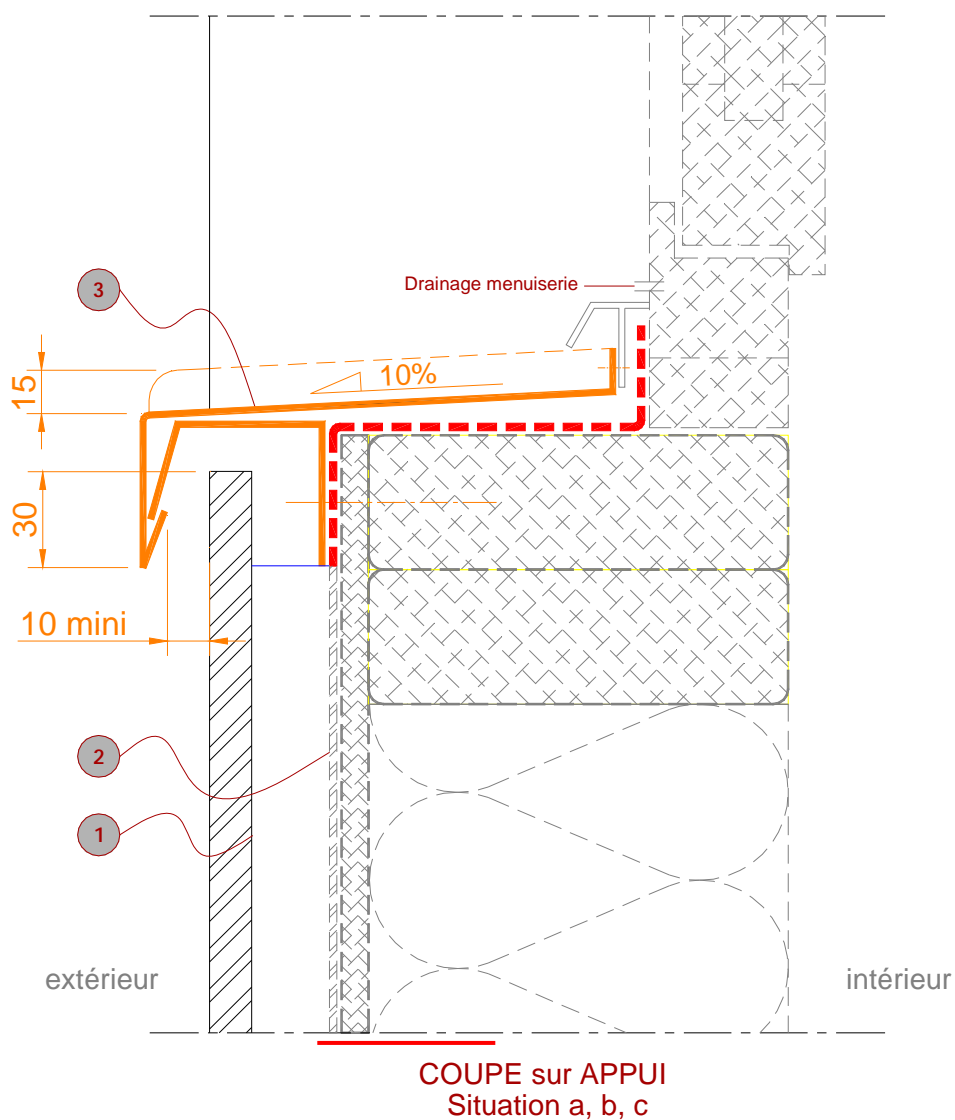 Drainage menuiserie
3
15
10%
30
10 mini
2
1
extérieur
intérieur
COUPE sur APPUI
Situation a, b, c